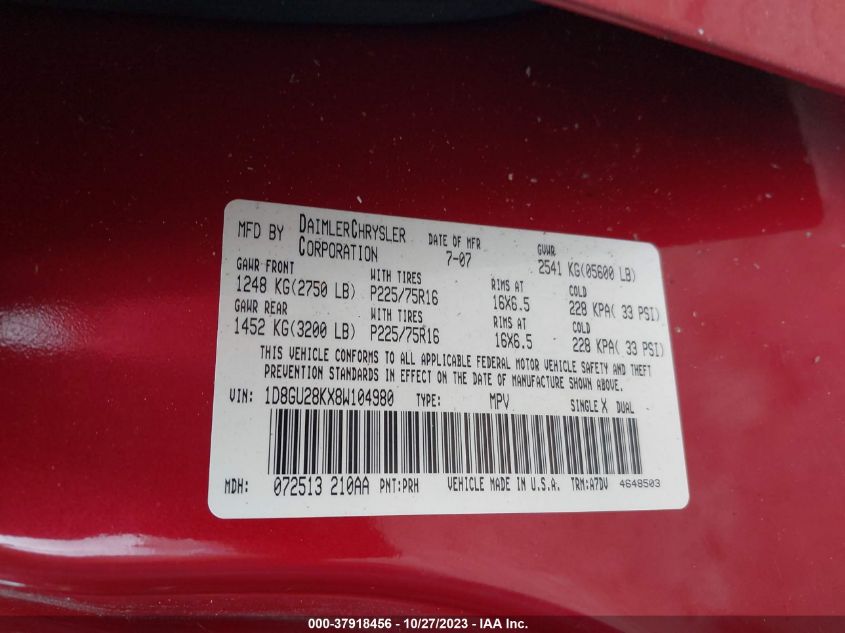 MFD BY DAIMLERCHRYSLER CORPORATION DATE OF MFR 7-07 GVWR 2541 KG(05600 LB)
GAWR FRONT WITH TIRES RIMS AT COLD
1248 KG(2750 LB) P225/75R16 16X6.5 228 KPA( 33 PSI)
GAWR REAR WITH TIRES RIMS AT COLD
1452 KG(3200 LB) P225/75R16 16X6.5 228 KPA( 33 PSI)
THIS VEHICLE CONFORMS TO ALL APPLICABLE FEDERAL MOTOR VEHICLE SAFETY AND THEFT
PREVENTION STANDARDS IN EFFECT ON THE DATE OF MANUFACTURE SHOWN ABOVE.
VIN: 1D8GU28KX8W104980 TYPE: MPV SINGLE X DUAL
MDH: 072513 210AA PNT:PRH VEHICLE MADE IN U.S.A. TRM:A7DV 4648503
000-37918456 - 10/27/2023 - IAA Inc.